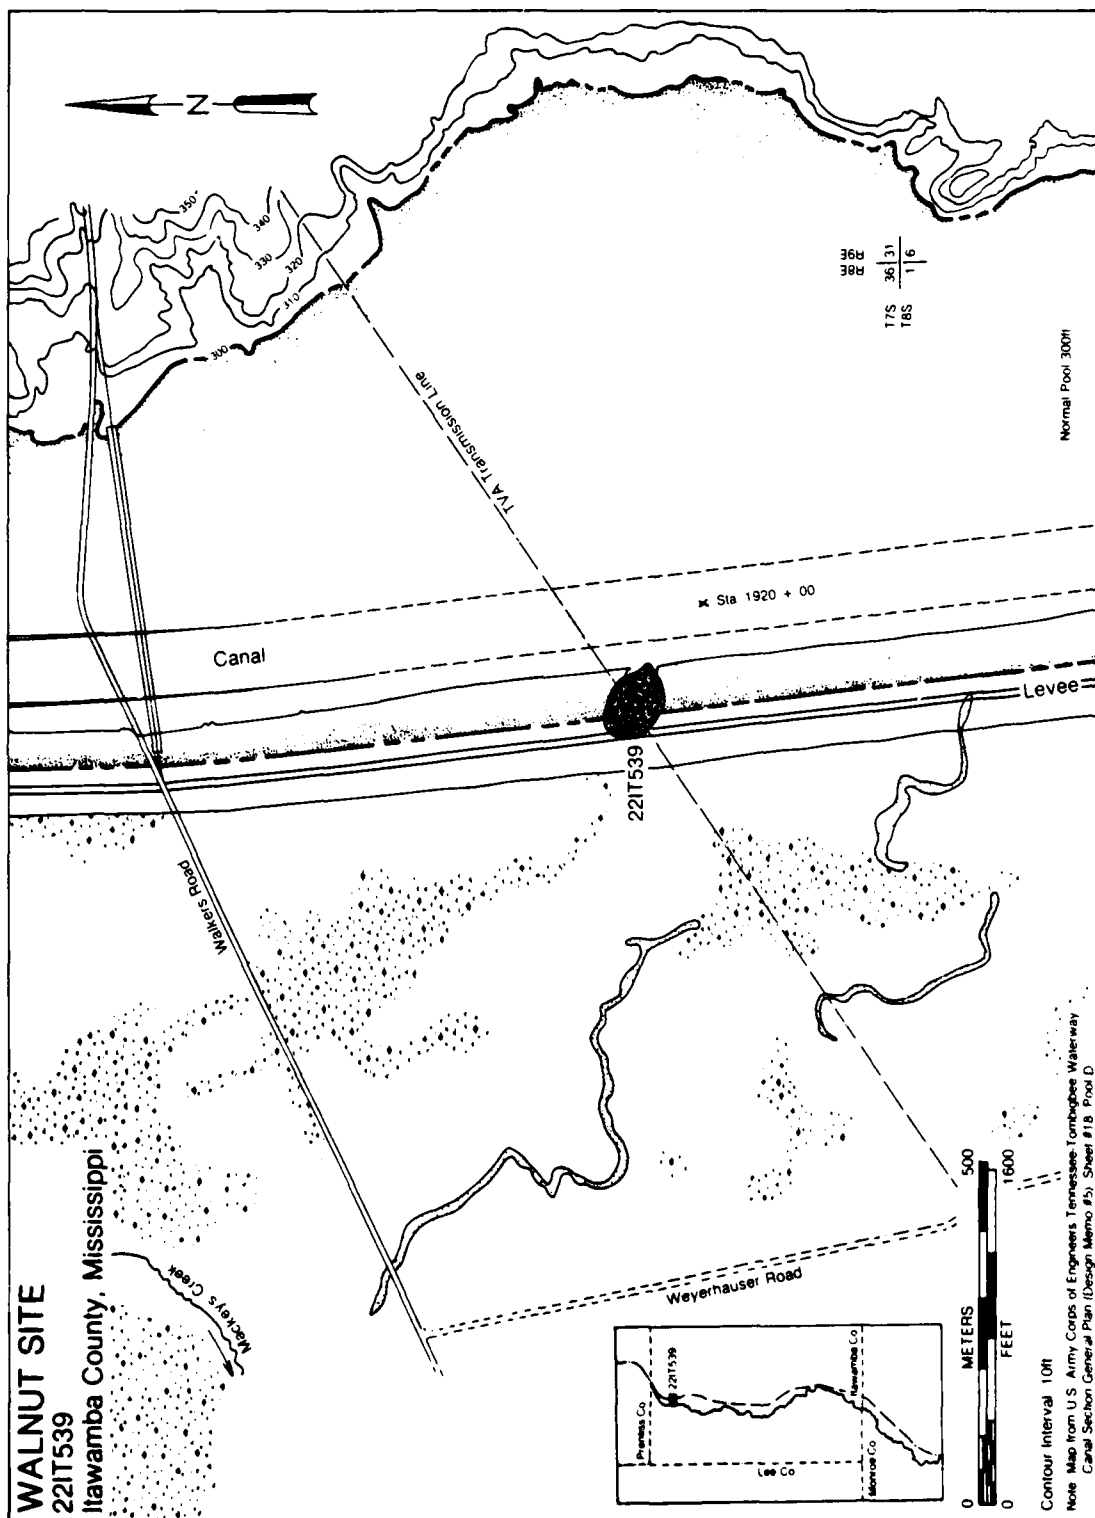 WALNUT SITE
22IT539
Itawamba County, Mississippi
Mackeys Creek
Walkers Road
Canal
350'
340
330
320
310
300
N
TVA Transmission Line
22IT539
Sta 1920 + 00
Levee
R8E
R9E
T7S 36 31
T8S 1 6
Normal Pool 300ft
Weyerhauser Road
Prentiss Co
22IT539
Lee Co
Itawamba Co
Monroe Co
METERS
0 500
0 1600
FEET
Contour Interval 10ft
Note Map from U S Army Corps of Engineers Tennessee-Tombigbee Waterway
Canal Section General Plan (Design Memo #5) Sheet #18 Pool D